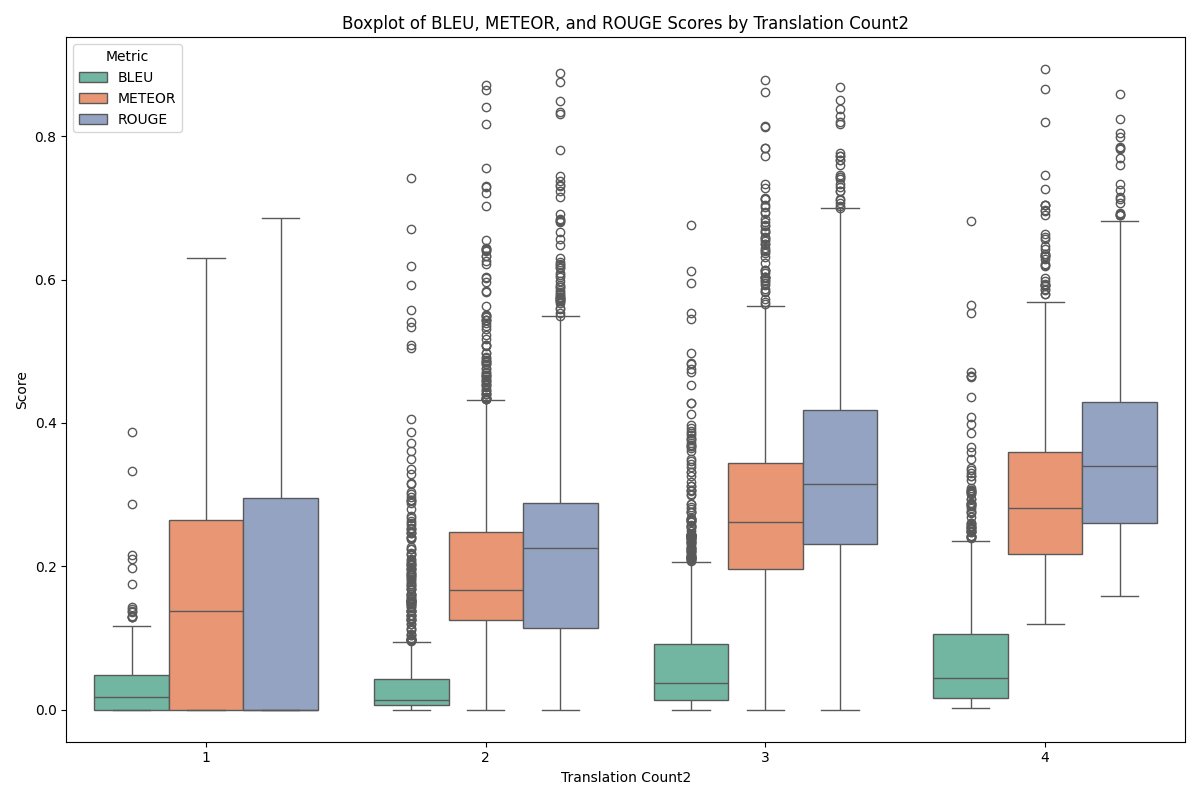 Boxplot of BLEU, METEOR, and ROUGE Scores by Translation Count2
Metric
BLEU
METEOR
ROUGE
0.8
0.6
0.4
0.2
0.0
Score
1 2 3 4
Translation Count2